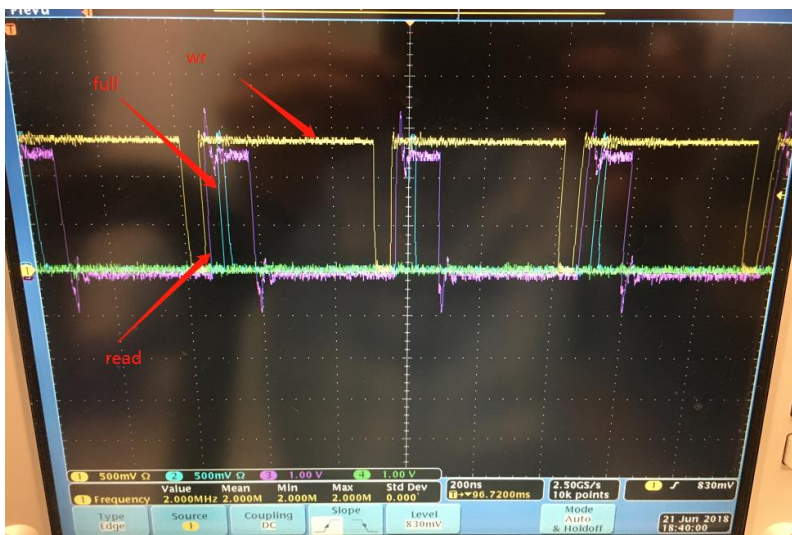 PreVu
T
wr
full
read
1
1 500mV Ω 2 500mV Ω 3 1.00 V 4 1.00 V
Value Mean Min Max Std Dev
1 Frequency 2.000MHz 2.000M 2.000M 2.000M 0.000
200ns
T→▼96.7200ms
2.50GS/s
10k points
1 830mV
Type
Edge
Source
1
Coupling
DC
Slope
Level
830mV
Mode
Auto
& Holdoff
21 Jun 2018
18:40:00